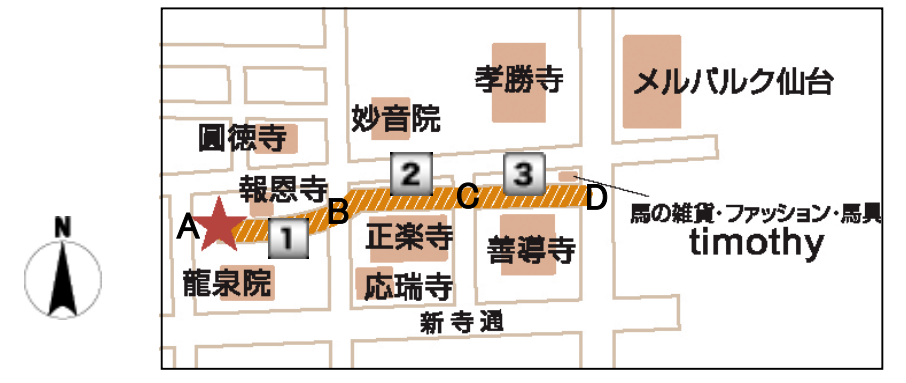 孝勝寺
メルパルク仙台
妙音院
圓徳寺
2
3
報恩寺
A
B
C
D
馬の雑貨・ファッション・馬具
timothy
N
1
正楽寺
善導寺
龍泉院
応瑞寺
新寺通